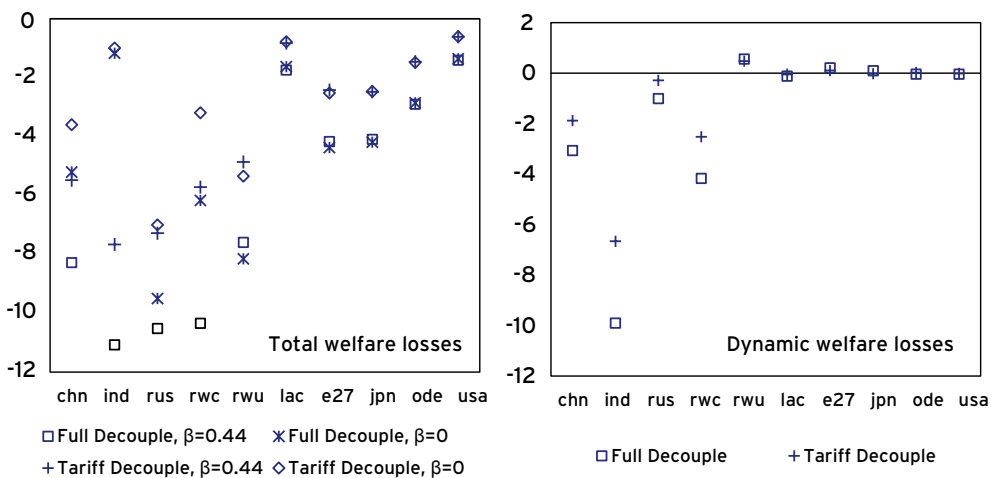 0
-2
-4
-6
-8
-10
-12
Total welfare losses
chn ind rus rwc rwu lac e27 jpn ode usa
Full Decouple, β=0.44 Full Decouple, β=0
Tariff Decouple, β=0.44 Tariff Decouple, β=0
2
0
-2
-4
-6
-8
-10
-12
Dynamic welfare losses
chn ind rus rwc rwu lac e27 jpn ode usa
Full Decouple Tariff Decouple